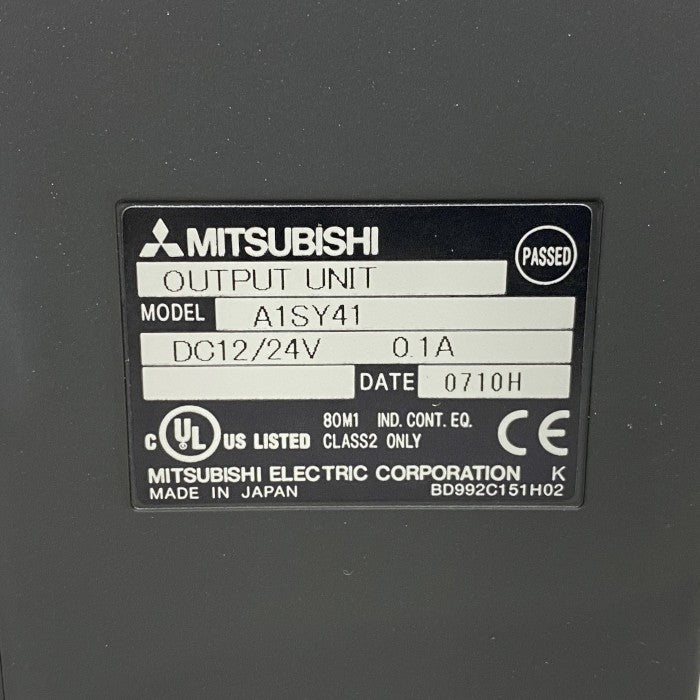 MITSUBISHI
PASSED
OUTPUT UNIT
MODEL A1SY41
DC12/24V 0.1A
DATE 0710H
C UL US LISTED 80M1 IND. CONT. EQ. CLASS2 ONLY CE
MITSUBISHI ELECTRIC CORPORATION K
MADE IN JAPAN BD992C151H02